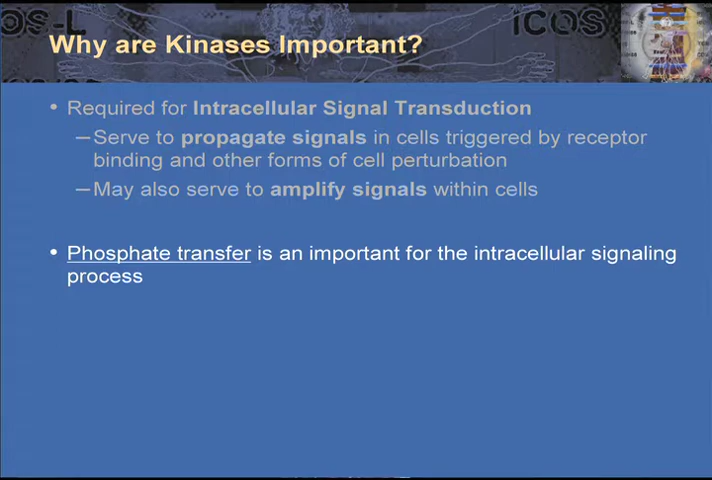 OS-L
ICOS
Why are Kinases Important?
• Required for Intracellular Signal Transduction
–Serve to propagate signals in cells triggered by receptor
binding and other forms of cell perturbation
–May also serve to amplify signals within cells
• Phosphate transfer is an important for the intracellular signaling
process